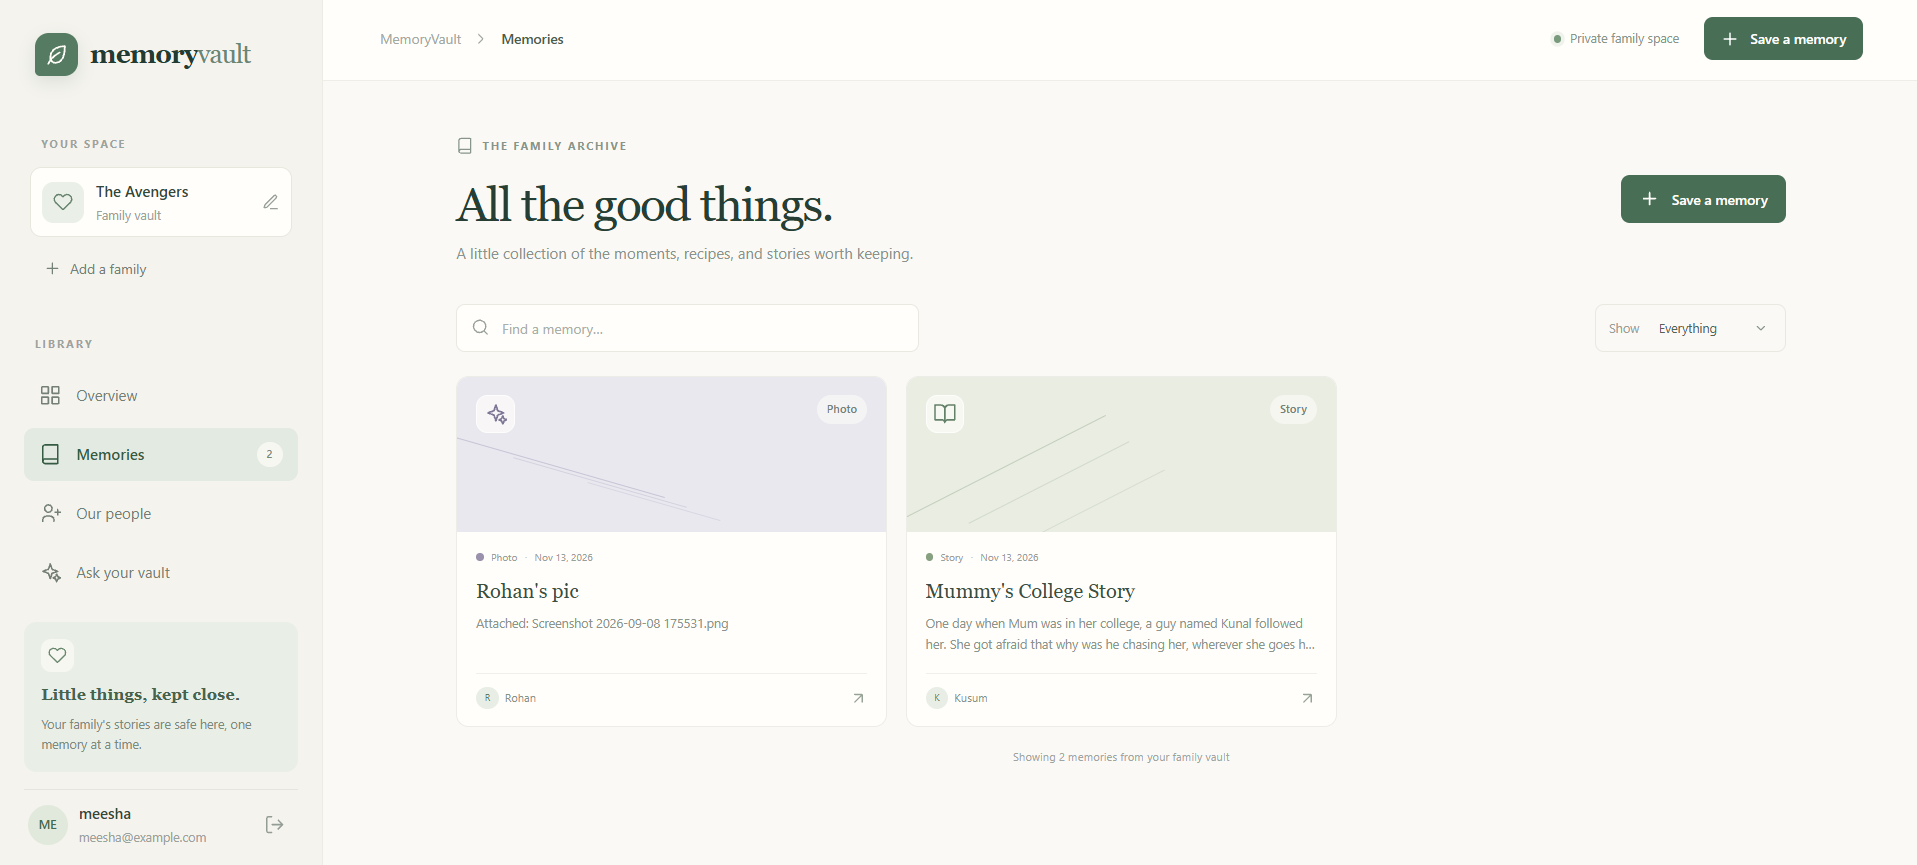 memoryvault
YOUR SPACE
The Avengers
Family vault
Add a family
LIBRARY
Overview
Memories 2
Our people
Ask your vault
Little things, kept close.
Your family's stories are safe here, one
memory at a time.
ME
meesha
meesha@example.com
MemoryVault > Memories
Private family space
Save a memory
THE FAMILY ARCHIVE
All the good things.
A little collection of the moments, recipes, and stories worth keeping.
Save a memory
Find a memory...
Show Everything
Photo
Photo · Nov 13, 2026
Rohan's pic
Attached: Screenshot 2026-09-08 175531.png
R Rohan
Story
Story · Nov 13, 2026
Mummy's College Story
One day when Mum was in her college, a guy named Kunal followed
her. She got afraid that why was he chasing her, wherever she goes h...
K Kusum
Showing 2 memories from your family vault